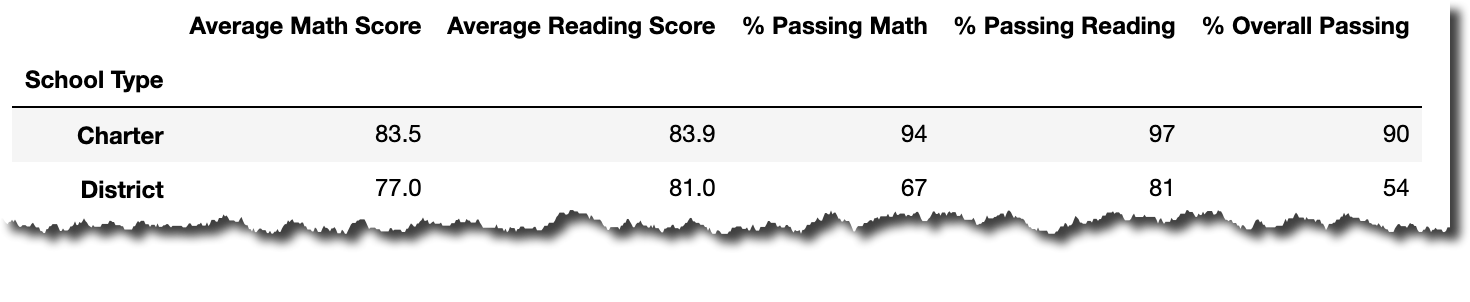 Average Math Score Average Reading Score % Passing Math % Passing Reading % Overall Passing
School Type
Charter 83.5 83.9 94 97 90
District 77.0 81.0 67 81 54